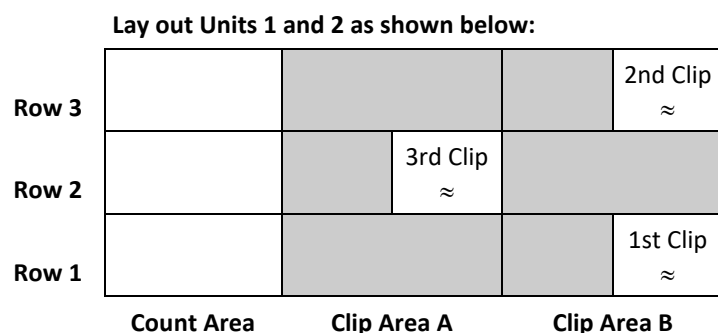 Lay out Units 1 and 2 as shown below:
2nd Clip
Row 3
≈
3rd Clip
Row 2
≈
1st Clip
Row 1
≈
Count Area Clip Area A Clip Area B